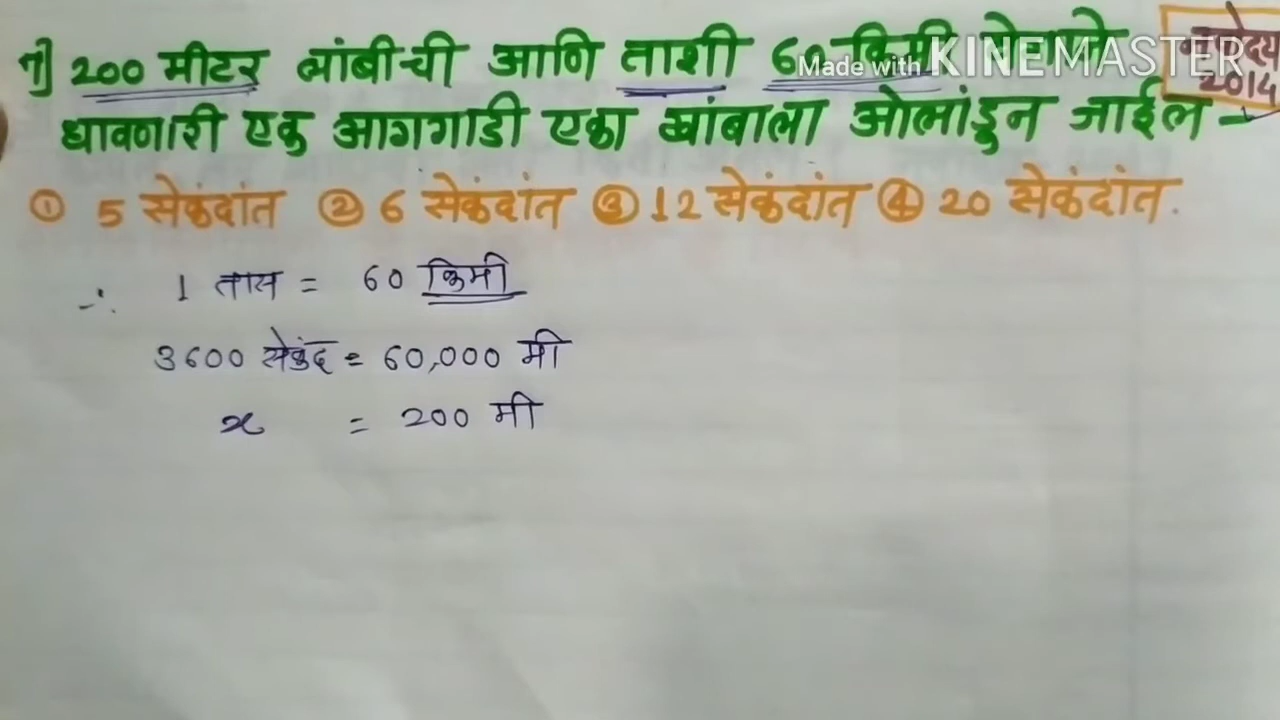 न] 200 मीटर लांबीची आणि ताशी 60 किमी
Made with KINEMASTER
2014
धावणारी एक आगगाडी एका खांबाला ओलांडून जाईल -
① 5 सेकंदांत ② 6 सेकंदांत ③ 12 सेकंदांत ④ 20 सेकंदांत.
∴ 1 तास = 60 किमी
3600 सेकंद = 60,000 मी
x = 200 मी